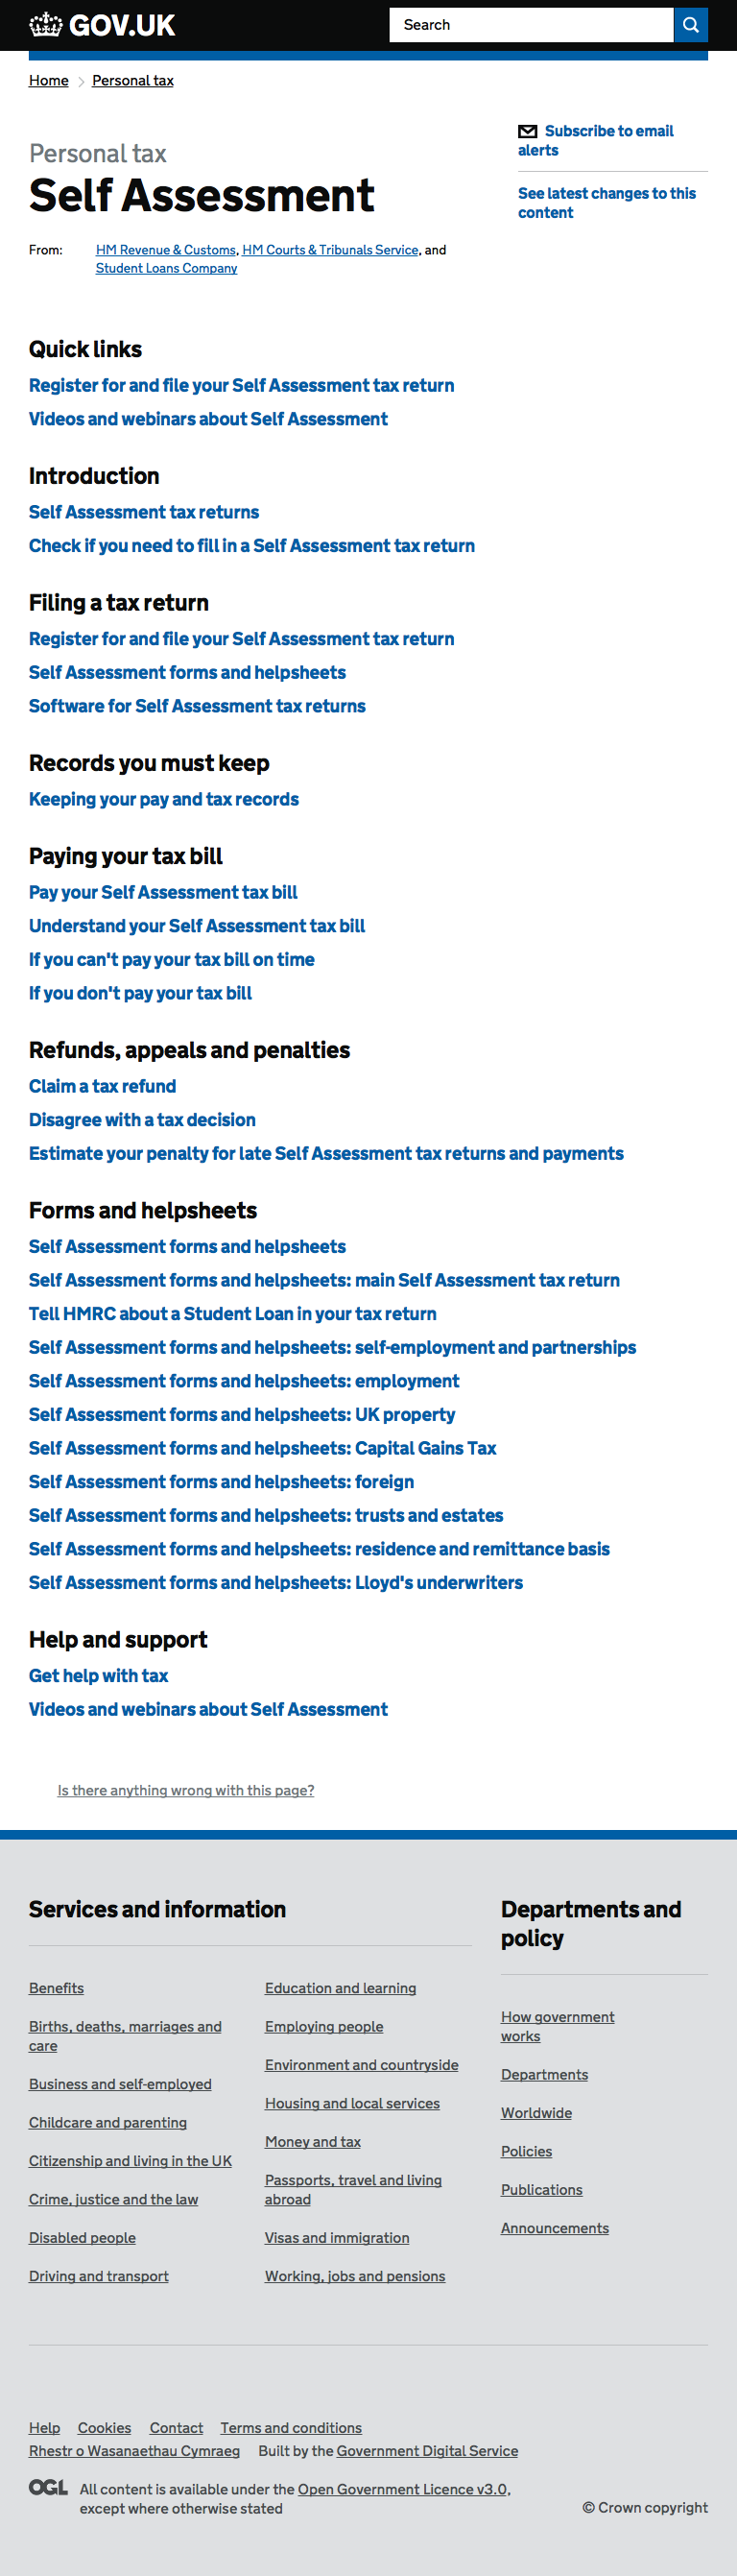 GOV.UK
Search
Home
Personal tax
Subscribe to email
alerts
See latest changes to this
content
Personal tax
Self Assessment
From: HM Revenue & Customs, HM Courts & Tribunals Service, and
Student Loans Company
Quick links
Register for and file your Self Assessment tax return
Videos and webinars about Self Assessment
Introduction
Self Assessment tax returns
Check if you need to fill in a Self Assessment tax return
Filing a tax return
Register for and file your Self Assessment tax return
Self Assessment forms and helpsheets
Software for Self Assessment tax returns
Records you must keep
Keeping your pay and tax records
Paying your tax bill
Pay your Self Assessment tax bill
Understand your Self Assessment tax bill
If you can't pay your tax bill on time
If you don't pay your tax bill
Refunds, appeals and penalties
Claim a tax refund
Disagree with a tax decision
Estimate your penalty for late Self Assessment tax returns and payments
Forms and helpsheets
Self Assessment forms and helpsheets
Self Assessment forms and helpsheets: main Self Assessment tax return
Tell HMRC about a Student Loan in your tax return
Self Assessment forms and helpsheets: self-employment and partnerships
Self Assessment forms and helpsheets: employment
Self Assessment forms and helpsheets: UK property
Self Assessment forms and helpsheets: Capital Gains Tax
Self Assessment forms and helpsheets: foreign
Self Assessment forms and helpsheets: trusts and estates
Self Assessment forms and helpsheets: residence and remittance basis
Self Assessment forms and helpsheets: Lloyd's underwriters
Help and support
Get help with tax
Videos and webinars about Self Assessment
Is there anything wrong with this page?
Services and information
Benefits
Births, deaths, marriages and
care
Business and self-employed
Childcare and parenting
Citizenship and living in the UK
Crime, justice and the law
Disabled people
Driving and transport
Education and learning
Employing people
Environment and countryside
Housing and local services
Money and tax
Passports, travel and living
abroad
Visas and immigration
Working, jobs and pensions
Departments and
policy
How government
works
Departments
Worldwide
Policies
Publications
Announcements
Help Cookies Contact Terms and conditions
Rhestr o Wasanaethau Cymraeg Built by the Government Digital Service
OGL All content is available under the Open Government Licence v3.0,
except where otherwise stated
© Crown copyright